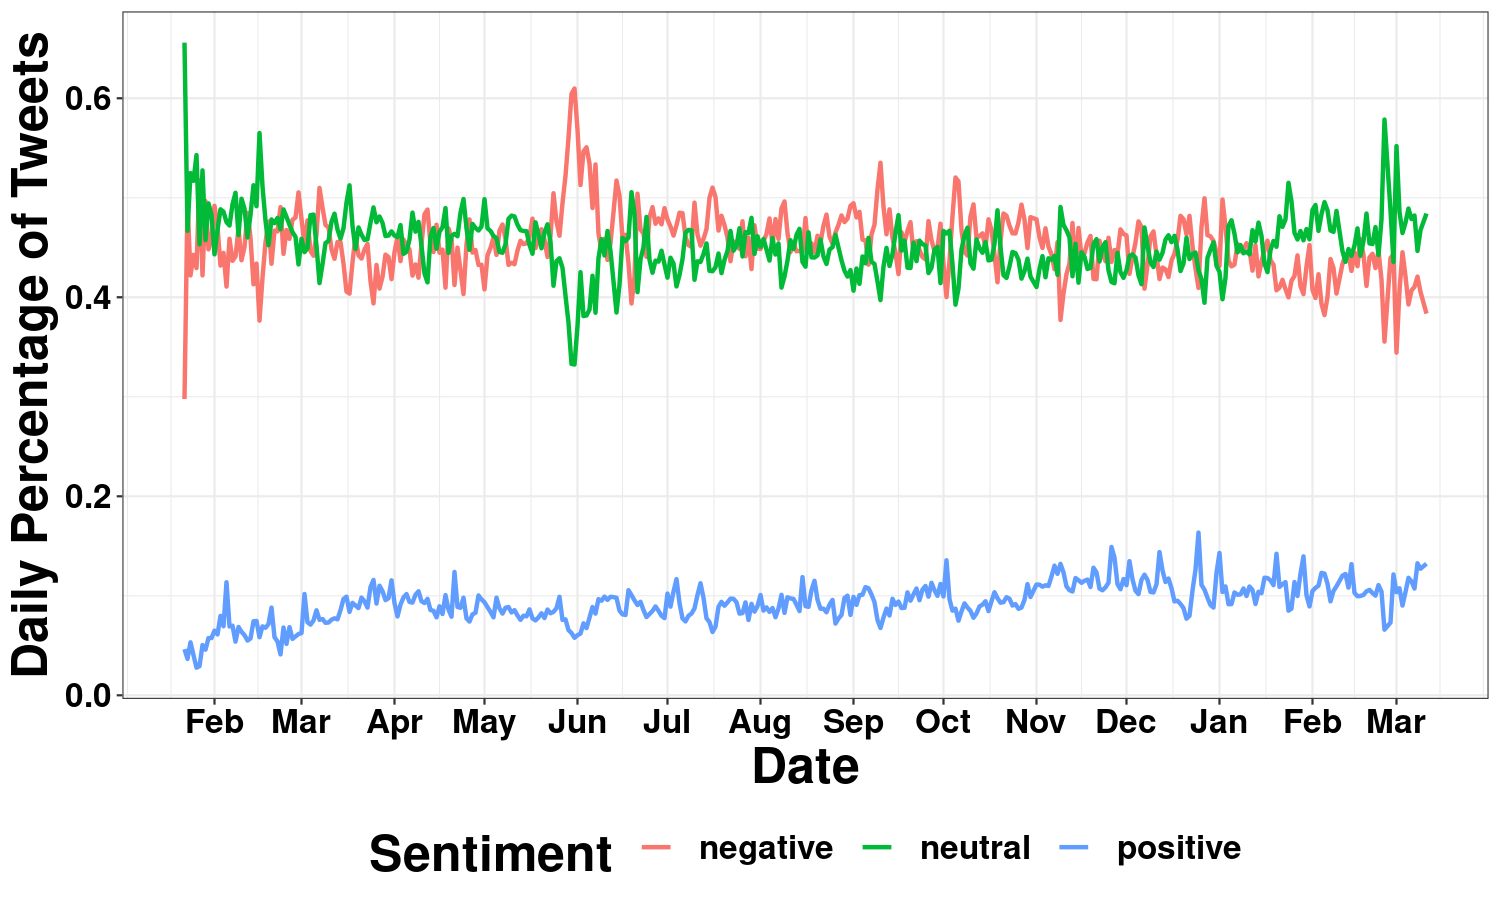 Daily Percentage of Tweets
0.6
0.4
0.2
0.0
Feb Mar Apr May Jun Jul Aug Sep Oct Nov Dec Jan Feb Mar
Date
Sentiment negative neutral positive